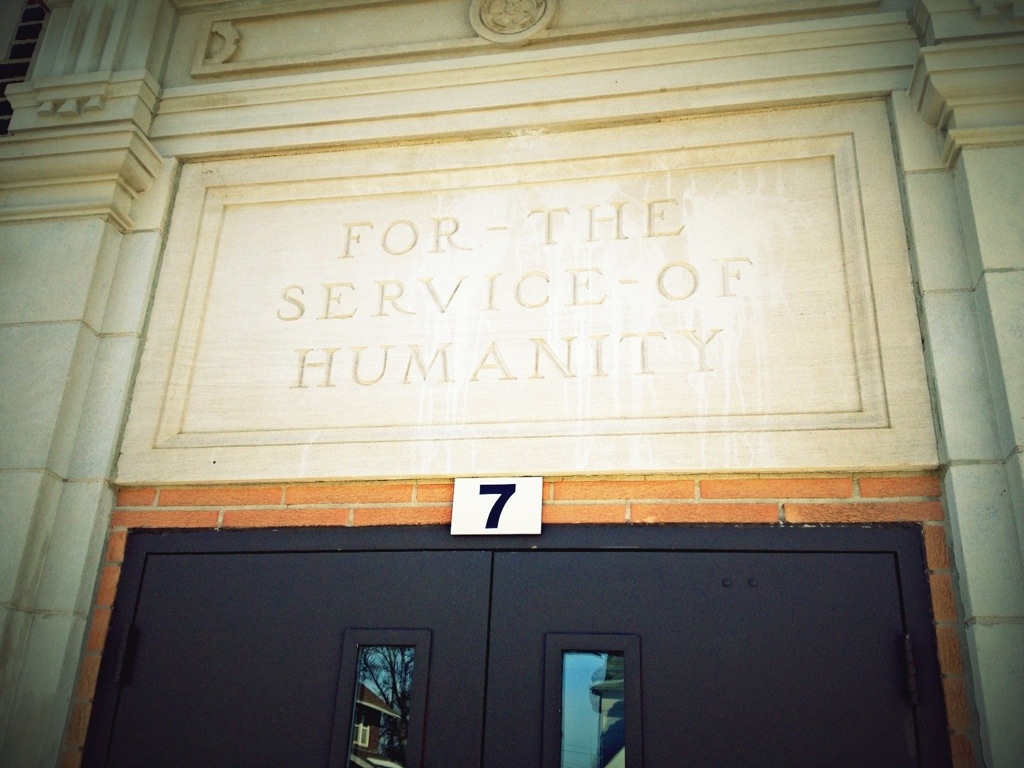 FOR - THE
SERVICE - OF
HUMANITY
7